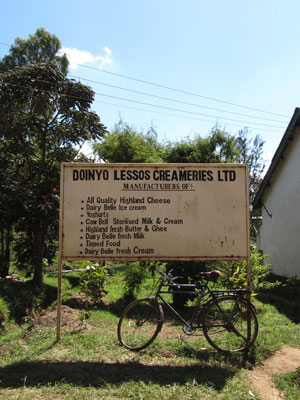 DOINYO LESSOS CREAMERIES LTD
MANUFACTURERS OF:
All Quality Highland Cheese
Dairy Belle Ice cream
Yoghurts
Cow Bell Sterilised Milk & Cream
Highland fresh Butter & Ghee
Dairy Belle fresh Milk
Tinned Food
Dairy Belle fresh Cream